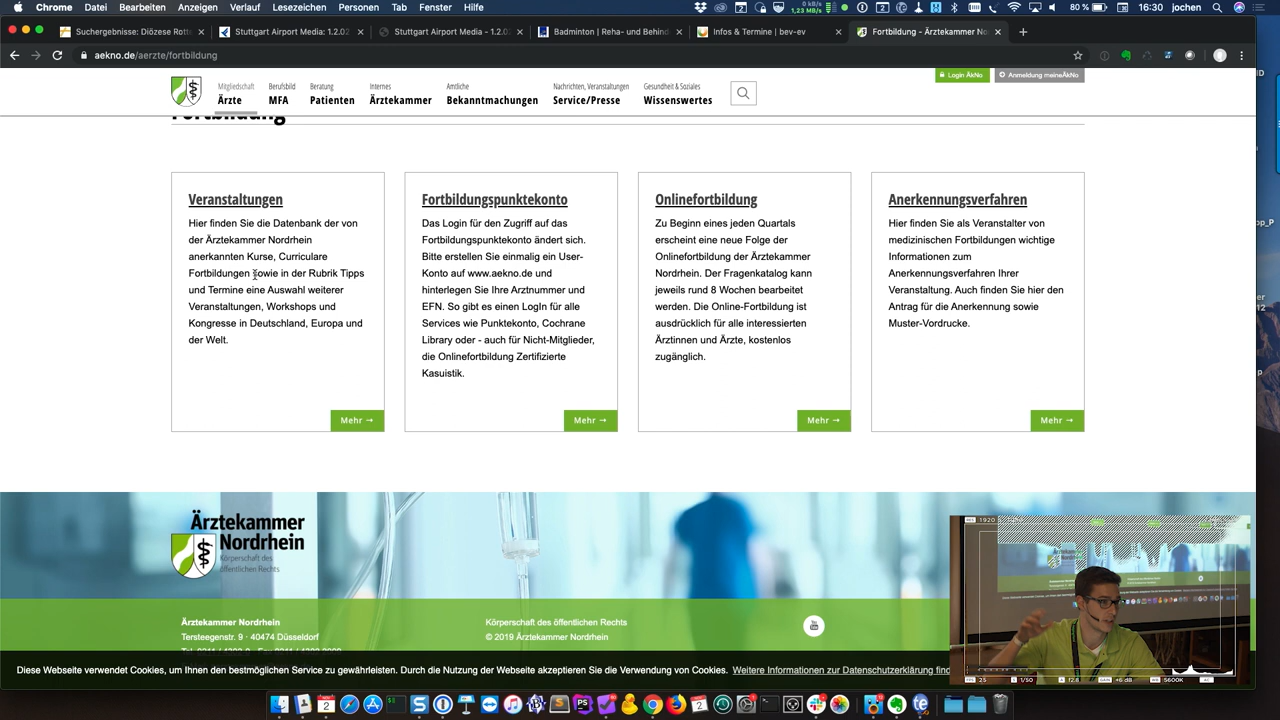 Chrome Datei Bearbeiten Anzeige Verlauf Lesezeichen Personen Tab Fenster Hilfe
0 kB/s
1,23 MB/s
80 % 16:30 jochen
Suchergebnisse: Diözese Rott
Stuttgart Airport Media: 1.2.02
Stuttgart Airport Media - 1.2.0
Badminton | Reha- und Behind
Infos & Termine | bev-ev
Fortbildung - Ärztekammer No
aekno.de/aerzte/fortbildung
Login ÄkNo
Anmeldung meineÄkNo
Mitgliedschaft Berufsbild Beratung Internes Amtliche Nachrichten, Veranstaltungen Gesundheit & Soziales
Ärzte MFA Patienten Ärztekammer Bekanntmachungen Service/Presse Wissenswertes
Fortbildung
Veranstaltungen
Hier finden Sie die Datenbank der von
der Ärztekammer Nordrhein
anerkannten Kurse, Curriculare
Fortbildungen sowie in der Rubrik Tipps
und Termine eine Auswahl weiterer
Veranstaltungen, Workshops und
Kongresse in Deutschland, Europa und
der Welt.
Mehr →
Fortbildungspunktekonto
Das Login für den Zugriff auf das
Fortbildungspunktekonto ändert sich.
Bitte erstellen Sie einmalig ein User-
Konto auf www.aekno.de und
hinterlegen Sie Ihre Arztnummer und
EFN. So gibt es einen LogIn für alle
Services wie Punktekonto, Cochrane
Library oder - auch für Nicht-Mitglieder,
die Onlinefortbildung Zertifizierte
Kasuistik.
Mehr →
Onlinefortbildung
Zu Beginn eines jeden Quartals
erscheint eine neue Folge der
Onlinefortbildung der Ärztekammer
Nordrhein. Der Fragenkatalog kann
jeweils rund 8 Wochen bearbeitet
werden. Die Online-Fortbildung ist
ausdrücklich für alle interessierten
Ärztinnen und Ärzte, kostenlos
zugänglich.
Mehr →
Anerkennungsverfahren
Hier finden Sie als Veranstalter von
medizinischen Fortbildungen wichtige
Informationen zum
Anerkennungsverfahren Ihrer
Veranstaltung. Auch finden Sie hier den
Antrag für die Anerkennung sowie
Muster-Vordrucke.
Mehr →
Ärztekammer
Nordrhein
Körperschaft des
öffentlichen Rechts
Ärztekammer Nordrhein
Tersteegenstr. 9 · 40474 Düsseldorf
Körperschaft des öffentlichen Rechts
© 2019 Ärztekammer Nordrhein
Diese Webseite verwendet Cookies, um Ihnen den bestmöglichen Service zu gewährleisten. Durch die Nutzung der Webseite akzeptieren Sie die Verwendung von Cookies. Weitere Informationen zur Datenschutzerklärung find